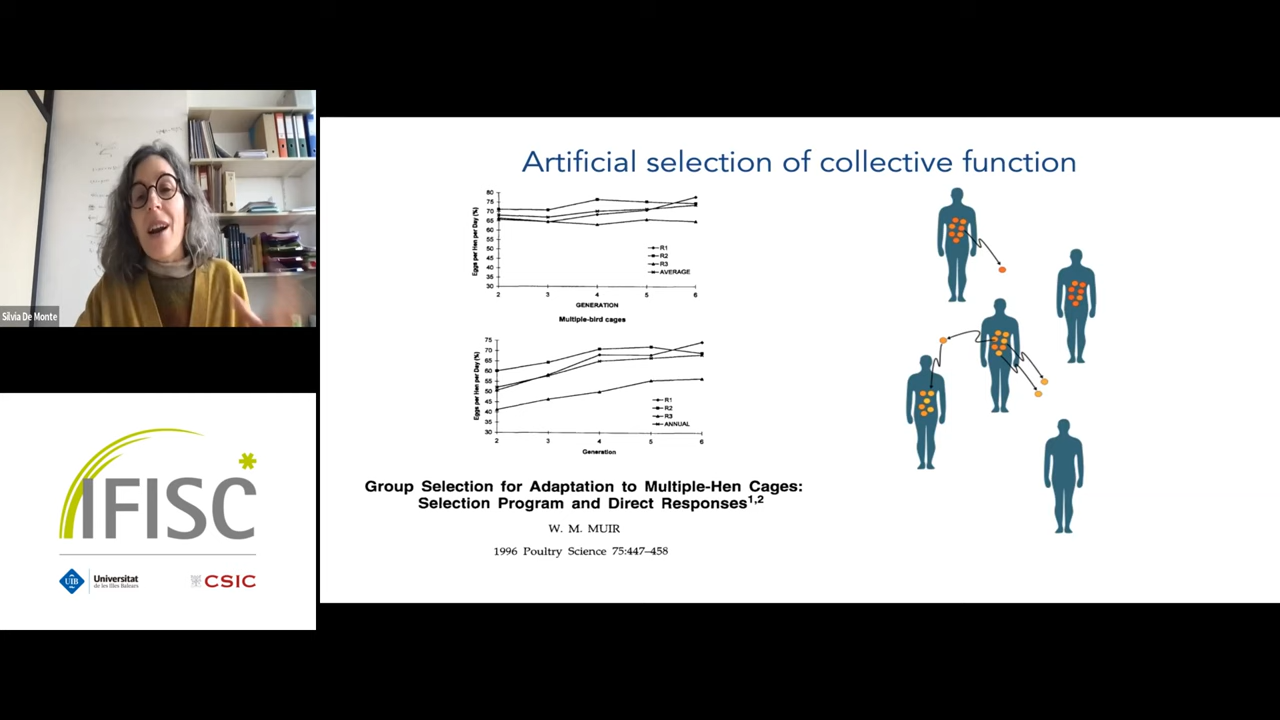 Silvia De Monte
IFISC
UIB
Universitat
de les Illes Balears
CSIC
Artificial selection of collective function
Eggs per Hen per Day (%)
80
75
70
65
60
55
50
45
40
35
30
R1
R2
R3
AVERAGE
2 3 4 5 6
GENERATION
Multiple-bird cages
Eggs per Hen per Day (%)
75
70
65
60
55
50
45
40
35
30
R1
R2
R3
ANNUAL
2 3 4 5 6
Generation
Group Selection for Adaptation to Multiple-Hen Cages:
Selection Program and Direct Responses1,2
W. M. MUIR
1996 Poultry Science 75:447–458